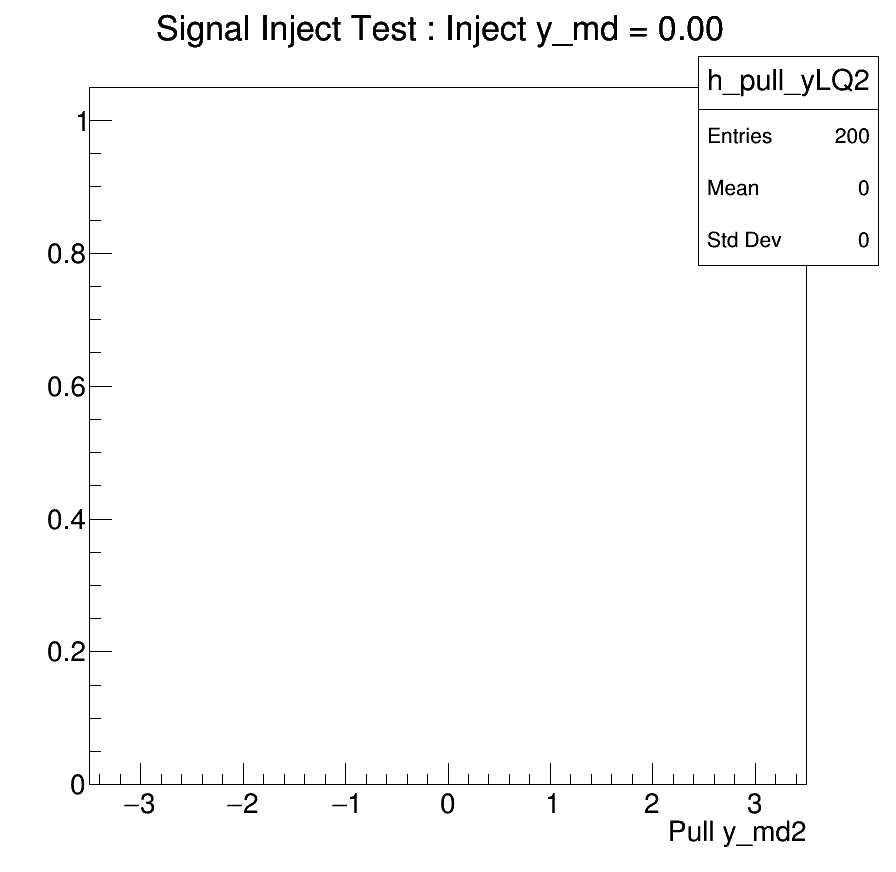 Signal Inject Test : Inject y_md = 0.00
h_pull_yLQ2
Entries 200
Mean 0
Std Dev 0
1
0.8
0.6
0.4
0.2
0
−3 −2 −1 0 1 2 3
Pull y_md2